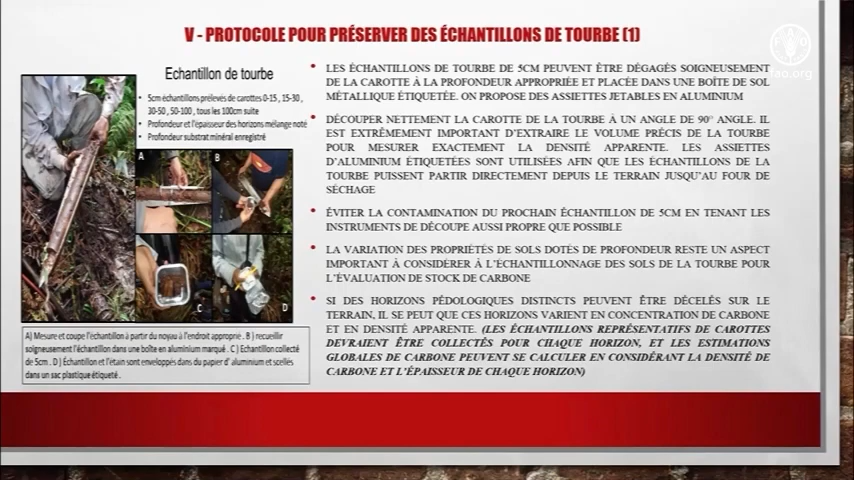 V - PROTOCOLE POUR PRÉSERVER DES ÉCHANTILLONS DE TOURBE (1)
FAO
fao.org
Echantillon de tourbe
• 5cm échantillons prélevés de carottes 0-15, 15-30 ,
30-50 , 50-100 , tous les 100cm suite
• Profondeur et l'épaisseur des horizons mélange noté
• Profondeur substrat minéral enregistré
A
B
C
D
A) Mesure et coupe l'échantillon à partir du noyau à l'endroit approprié . B ) recueillir
soigneusement l'échantillon dans une boîte en aluminium marqué . C ) Echantillon collecté
de 5cm . D ) Echantillon et l'étain sont enveloppés dans du papier d' aluminium et scellés
dans un sac plastique étiqueté .
• LES ÉCHANTILLONS DE TOURBE DE 5CM PEUVENT ÊTRE DÉGAGÉS SOIGNEUSEMENT
DE LA CAROTTE À LA PROFONDEUR APPROPRIÉE ET PLACÉE DANS UNE BOÎTE DE SOL
MÉTALLIQUE ÉTIQUETÉE. ON PROPOSE DES ASSIETTES JETABLES EN ALUMINIUM
• DÉCOUPER NETTEMENT LA CAROTTE DE LA TOURBE À UN ANGLE DE 90° ANGLE. IL
EST EXTRÊMEMENT IMPORTANT D'EXTRAIRE LE VOLUME PRÉCIS DE LA TOURBE
POUR MESURER EXACTEMENT LA DENSITÉ APPARENTE. LES ASSIETTES
D'ALUMINIUM ÉTIQUETÉES SONT UTILISÉES AFIN QUE LES ÉCHANTILLONS DE LA
TOURBE PUISSENT PARTIR DIRECTEMENT DEPUIS LE TERRAIN JUSQU'AU FOUR DE
SÉCHAGE
• ÉVITER LA CONTAMINATION DU PROCHAIN ÉCHANTILLON DE 5CM EN TENANT LES
INSTRUMENTS DE DÉCOUPE AUSSI PROPRE QUE POSSIBLE
• LA VARIATION DES PROPRIÉTÉS DE SOLS DOTÉS DE PROFONDEUR RESTE UN ASPECT
IMPORTANT À CONSIDÉRER À L'ÉCHANTILLONNAGE DES SOLS DE LA TOURBE POUR
L'ÉVALUATION DE STOCK DE CARBONE
• SI DES HORIZONS PÉDOLOGIQUES DISTINCTS PEUVENT ÊTRE DÉCELÉS SUR LE
TERRAIN, IL SE PEUT QUE CES HORIZONS VARIENT EN CONCENTRATION DE CARBONE
ET EN DENSITÉ APPARENTE. (LES ÉCHANTILLONS REPRÉSENTATIFS DE CAROTTES
DEVRAIENT ÊTRE COLLECTÉS POUR CHAQUE HORIZON, ET LES ESTIMATIONS
GLOBALES DE CARBONE PEUVENT SE CALCULER EN CONSIDÉRANT LA DENSITÉ DE
CARBONE ET L'ÉPAISSEUR DE CHAQUE HORIZON)